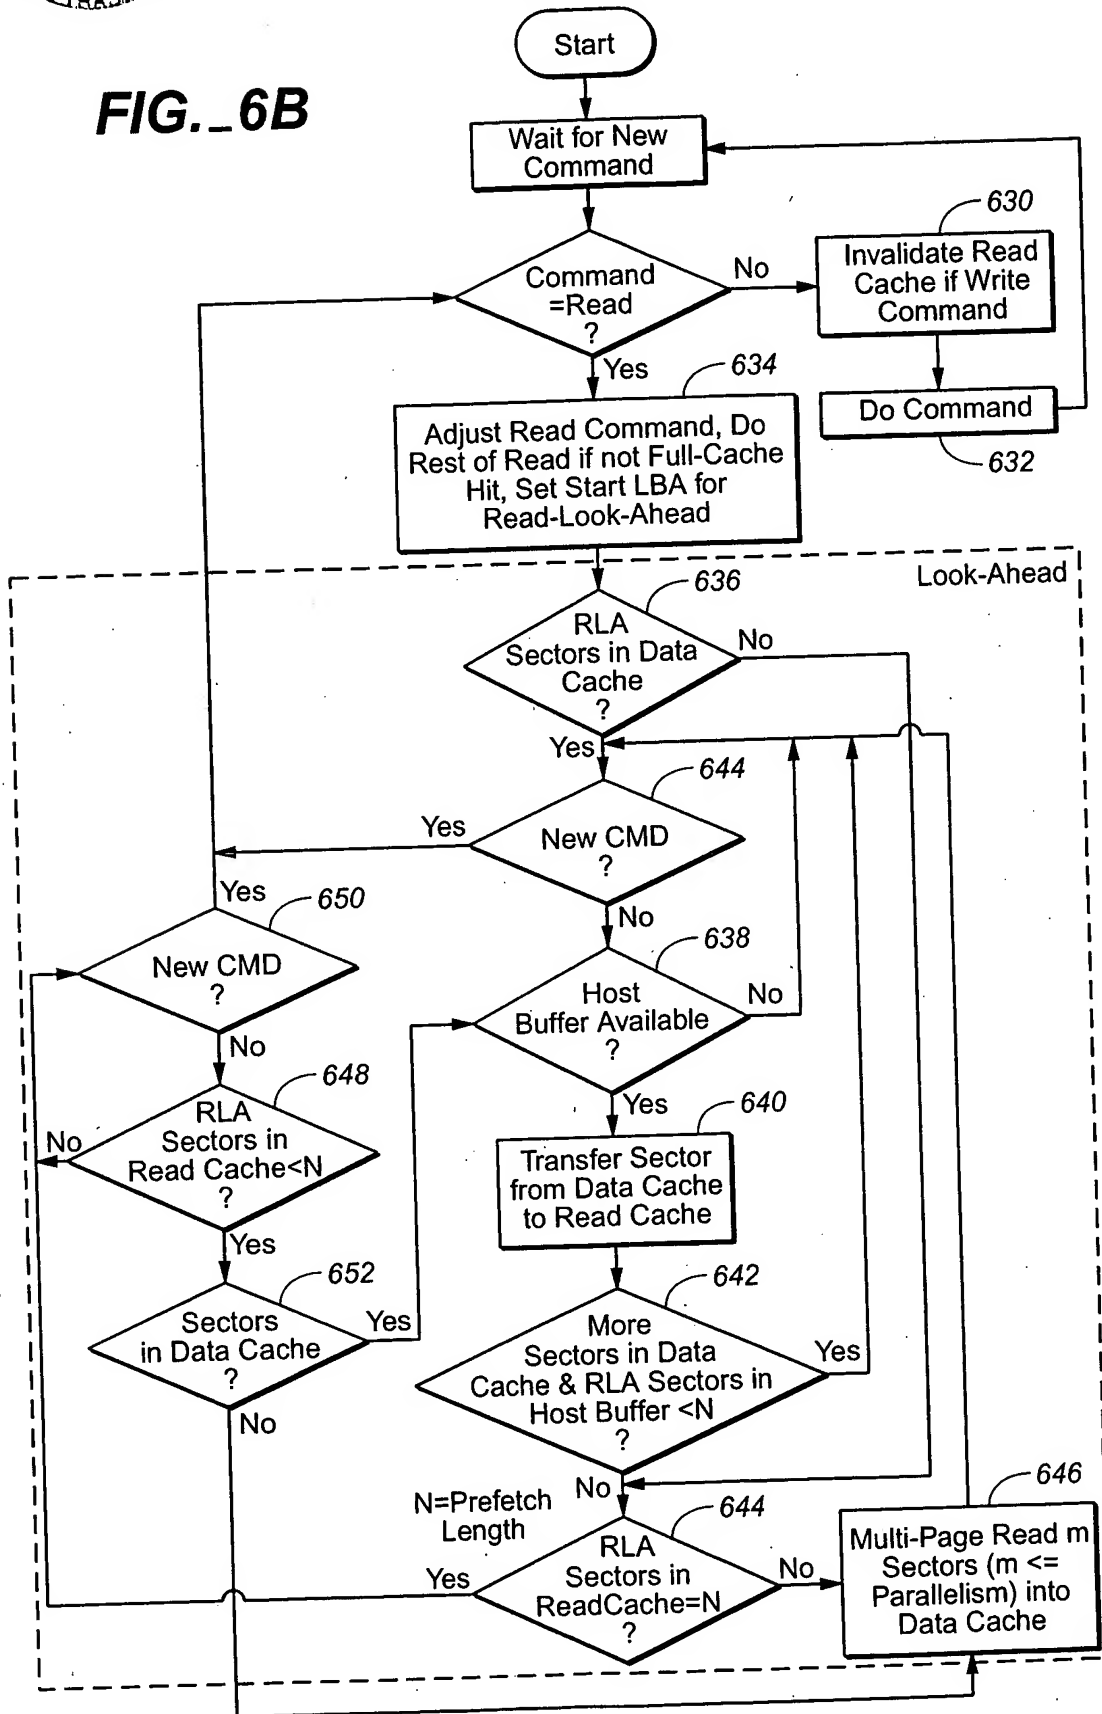 Start
FIG._6B
Wait for New
Command
630
Command
=Read
?
No
Invalidate Read
Cache if Write
Command
Yes
634
Do Command
632
Adjust Read Command, Do
Rest of Read if not Full-Cache
Hit, Set Start LBA for
Read-Look-Ahead
Look-Ahead
636
RLA
Sectors in Data
Cache
?
No
Yes
644
New CMD
?
Yes
No
Yes
650
New CMD
?
No
638
Host
Buffer Available
?
No
Yes
648
RLA
Sectors in
Read Cache<N
?
No
Yes
640
Transfer Sector
from Data Cache
to Read Cache
652
Sectors
in Data Cache
?
Yes
No
642
More
Sectors in Data
Cache & RLA Sectors in
Host Buffer <N
?
Yes
No
N=Prefetch
Length
644
RLA
Sectors in
ReadCache=N
?
Yes
No
646
Multi-Page Read m
Sectors (m <=
Parallelism) into
Data Cache